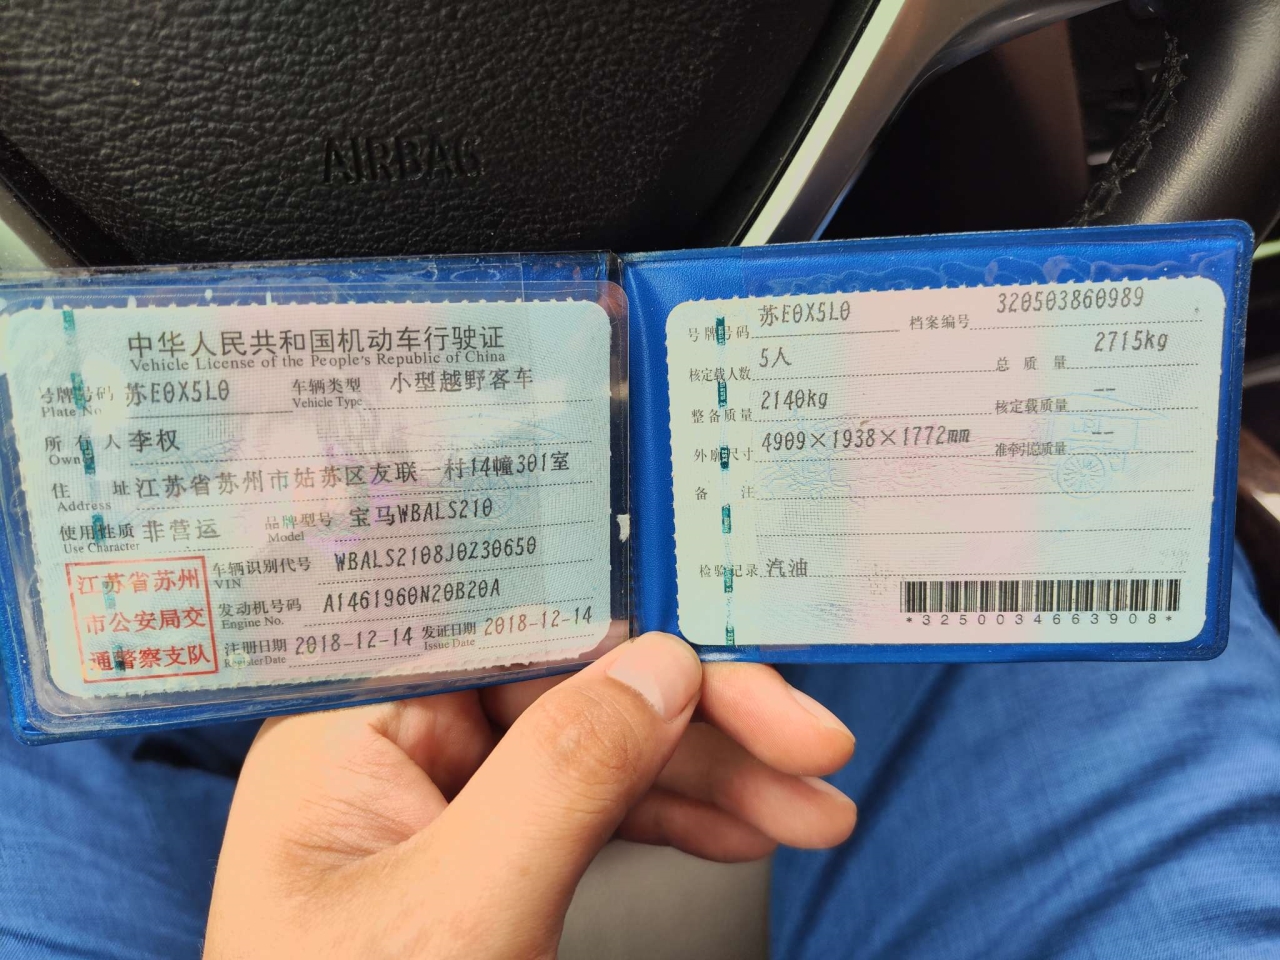 AIRBAG
中华人民共和国机动车行驶证
Vehicle License of the People's Republic of China
号牌号码 苏E0X5L0 车辆类型 小型越野客车
Plate No. Vehicle Type
所有人 李权
Owner
住址 江苏省苏州市姑苏区友联一村14幢301室
Address
使用性质 非营运 品牌型号 宝马WBALS210
Use Character Model
车辆识别代号 WBALS2108J0Z30650
VIN
发动机号码 A1461960N20B20A
Engine No.
注册日期 2018-12-14 发证日期 2018-12-14
Register Date Issue Date
江苏省苏州
市公安局交
通警察支队
号牌号码 苏E0X5L0 档案编号 320503860989
核定载人数 5人 总质量 2715kg
整备质量 2140kg 核定载质量 --
外廓尺寸 4909×1938×1772mm 准牵引总质量 --
备注
检验记录 汽油
*3250034663908*